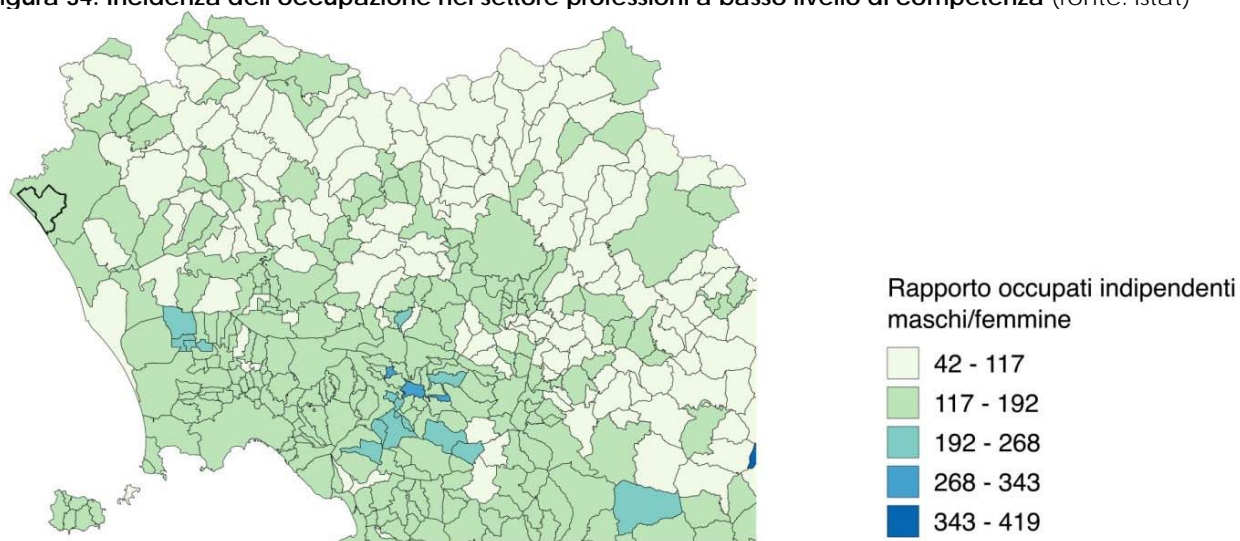 Figura 34. Incidenza dell'occupazione nel settore professioni a basso livello di competenza (fonte: Istat)
Rapporto occupati indipendenti
maschi/femmine
42 - 117
117 - 192
192 - 268
268 - 343
343 - 419